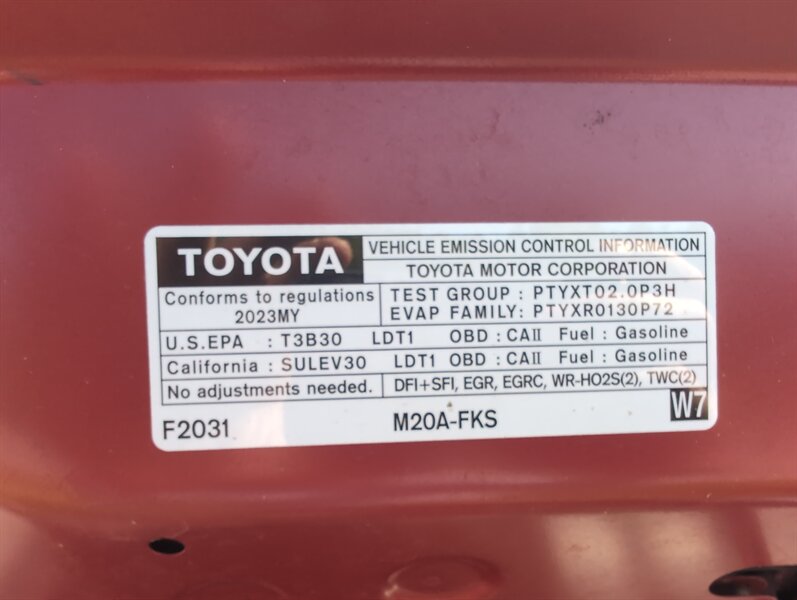 TOYOTA
VEHICLE EMISSION CONTROL INFORMATION
TOYOTA MOTOR CORPORATION
Conforms to regulations
2023MY
TEST GROUP : PTYXT02.0P3H
EVAP FAMILY: PTYXR0130P72
U.S.EPA : T3B30 LDT1 OBD : CAII Fuel : Gasoline
California : SULEV30 LDT1 OBD : CAII Fuel : Gasoline
No adjustments needed.
DFI+SFI, EGR, EGRC, WR-HO2S(2), TWC(2)
F2031
M20A-FKS
W7